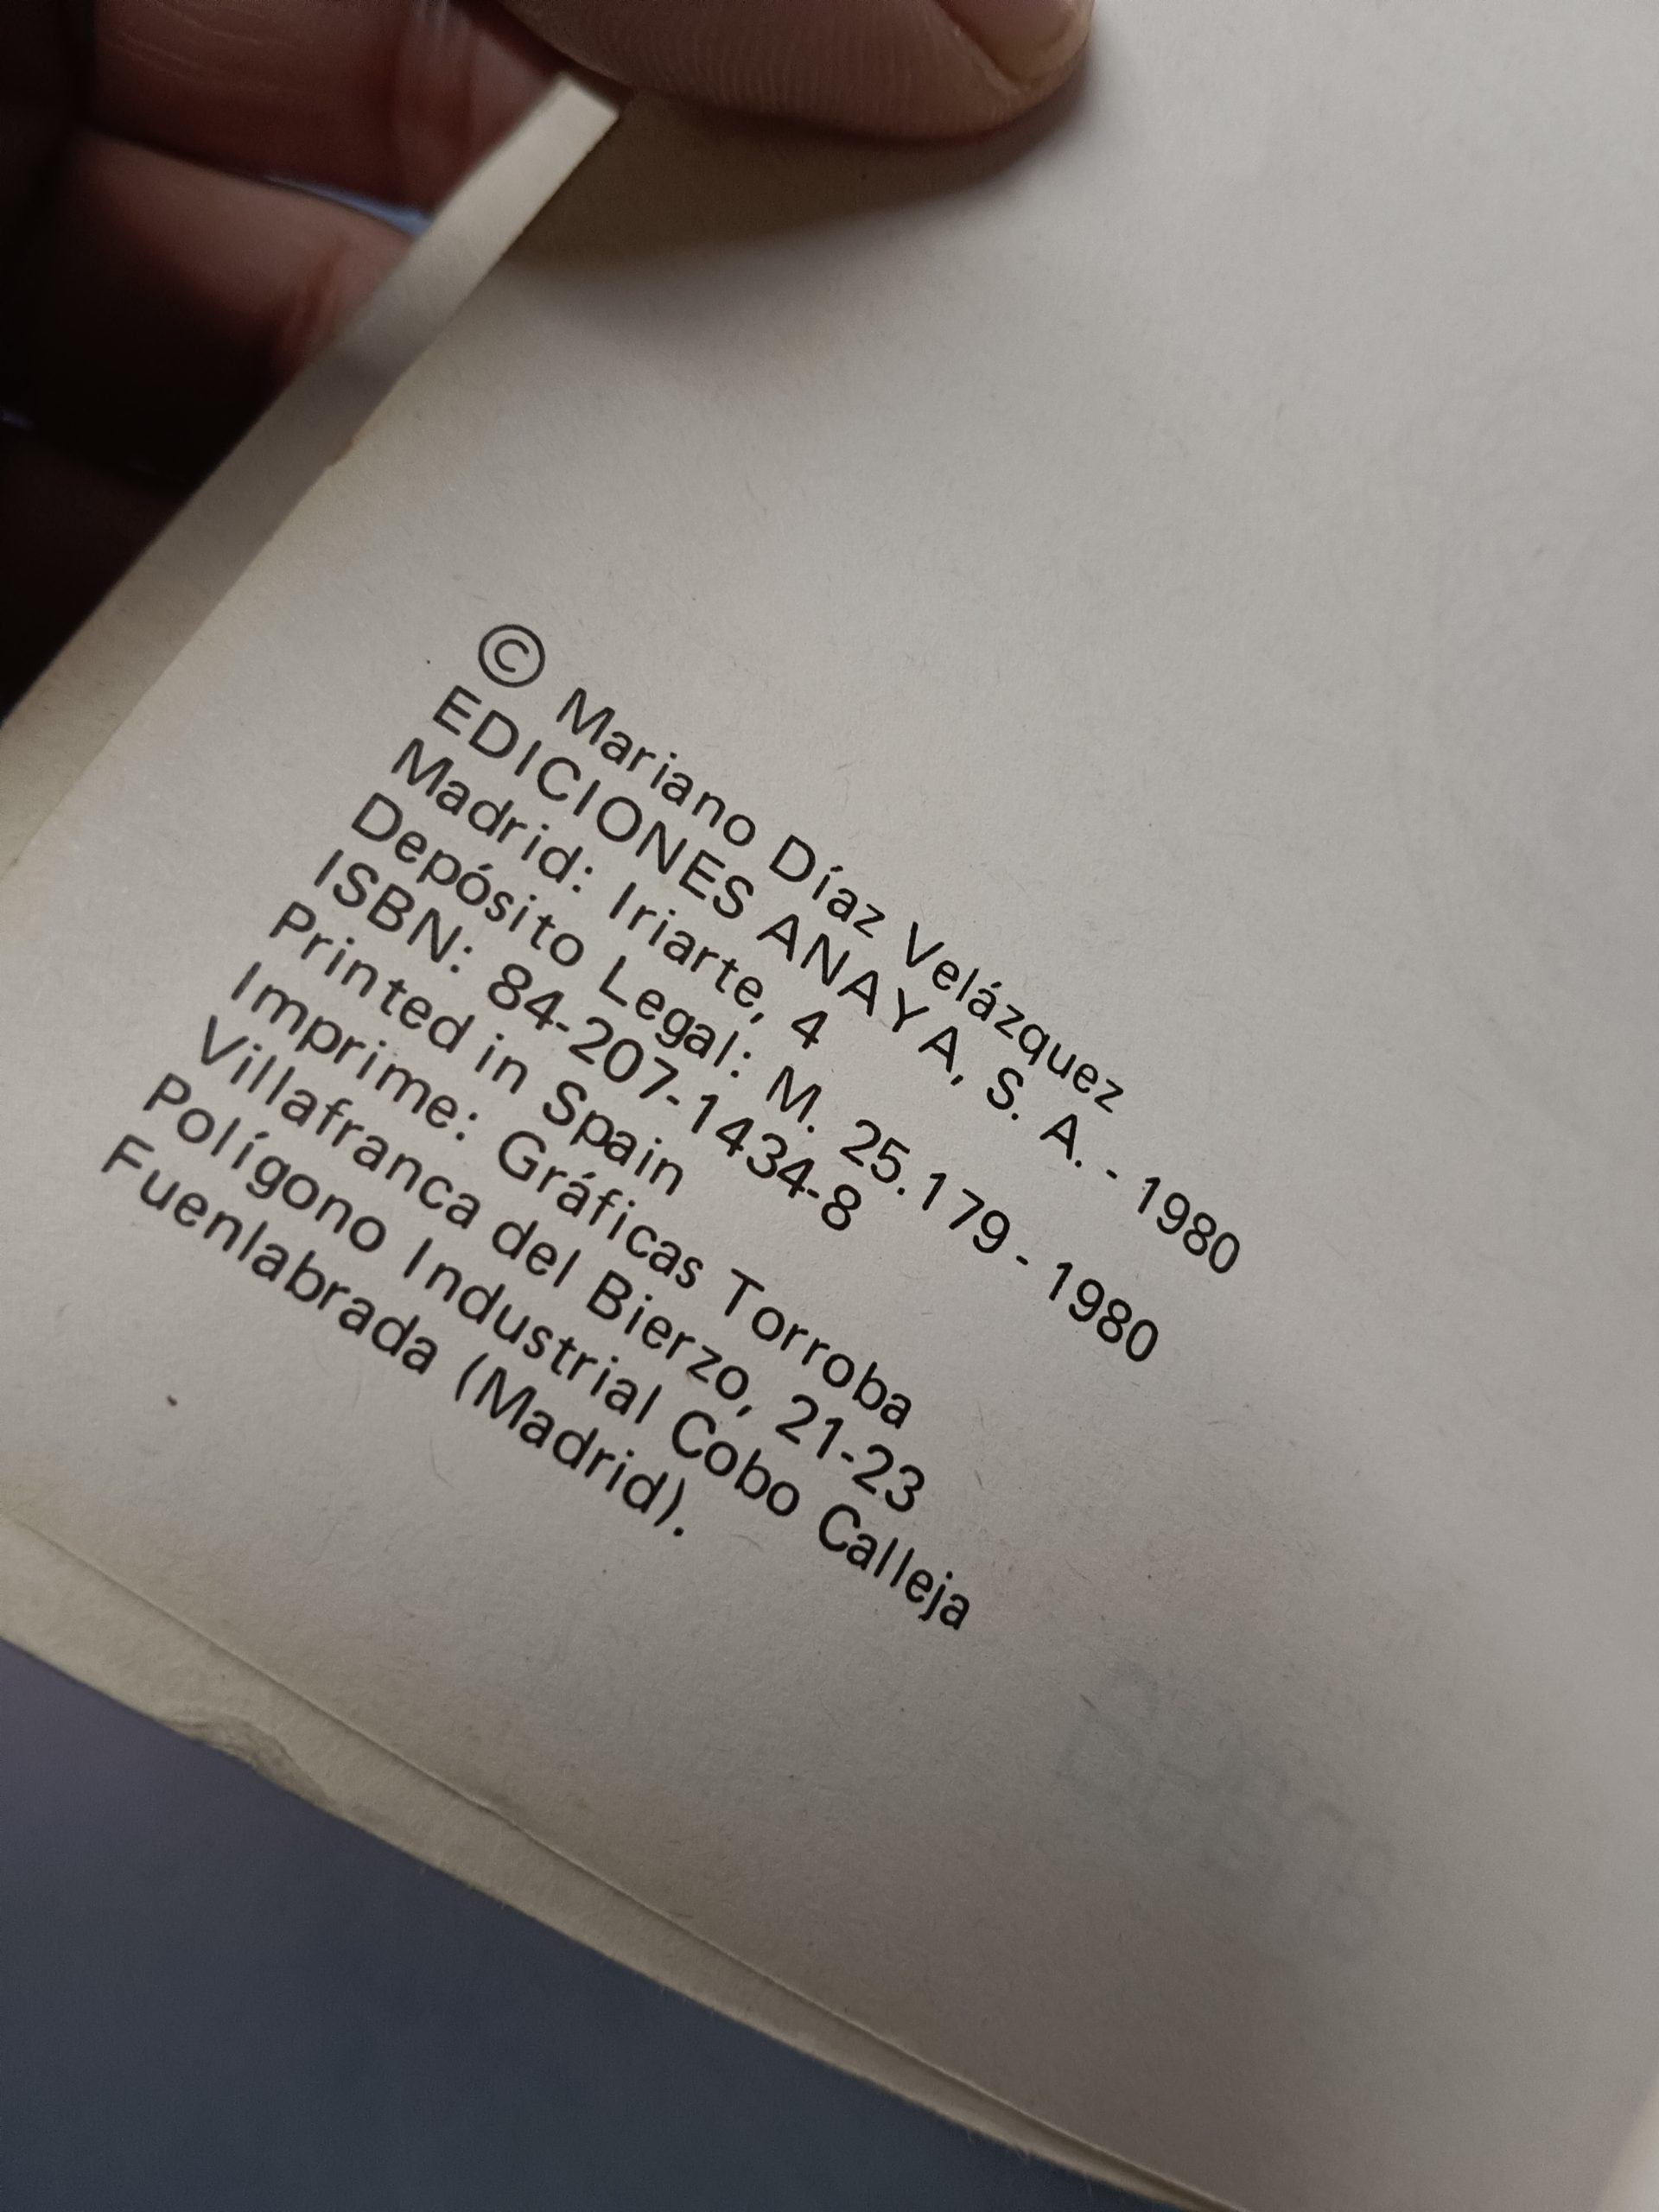 © Mariano Díaz Velázquez
EDICIONES ANAYA, S. A. - 1980
Madrid: Iriarte, 4
Depósito Legal: M. 25.179 - 1980
ISBN: 84-207-1434-8
Printed in Spain
Imprime: Gráficas Torroba
Villafranca del Bierzo, 21-23
Polígono Industrial Cobo Calleja
Fuenlabrada (Madrid).